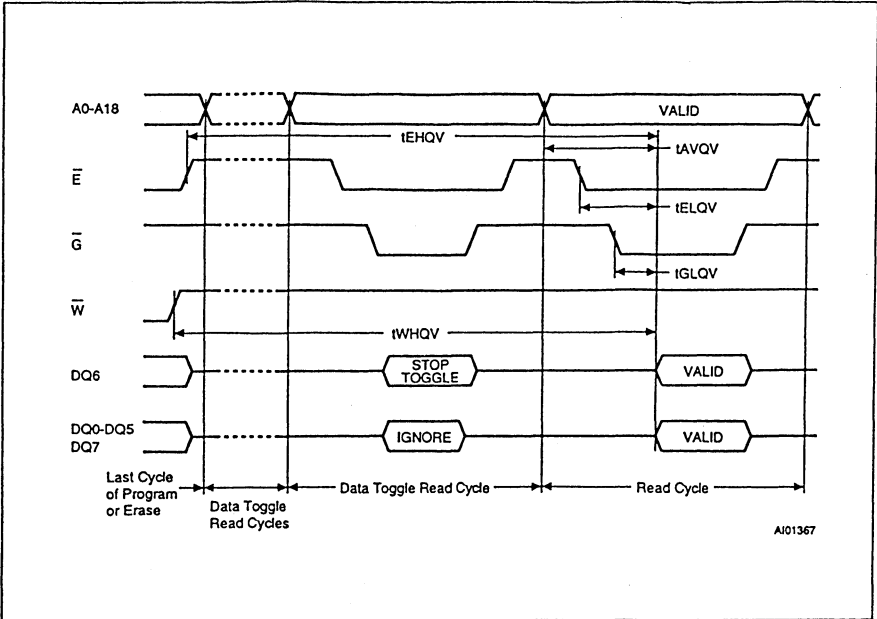 A0-A18
VALID
tEHQV
tAVQV
E
tELQV
G
tGLQV
W
tWHQV
DQ6
STOP
TOGGLE
VALID
DQ0-DQ5
DQ7
IGNORE
VALID
Last Cycle
of Program
or Erase
Data Toggle
Read Cycles
Data Toggle Read Cycle
Read Cycle
AI01367